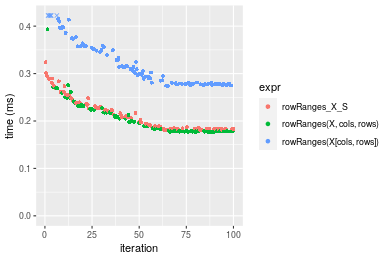 0.4
0.3
0.2
0.1
0.0
time (ms)
0
25
50
75
100
iteration
expr
rowRanges_X_S
rowRanges(X, cols, rows)
rowRanges(X[cols, rows])